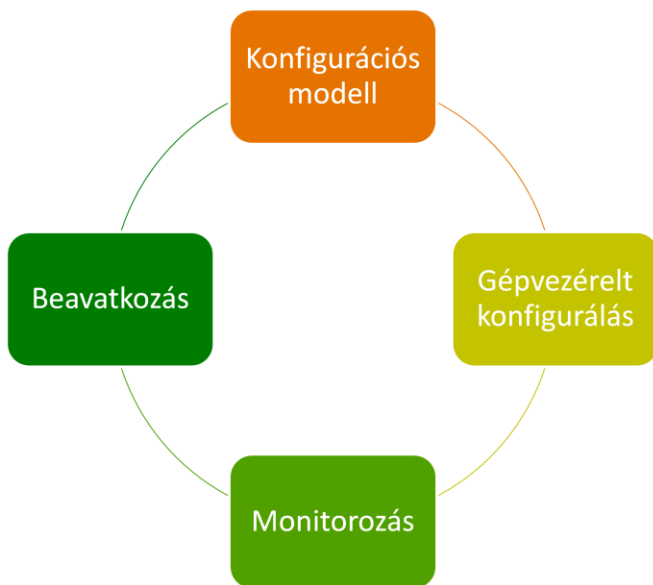 Konfigurációs
modell
Gépvezérelt
konfigurálás
Monitorozás
Beavatkozás